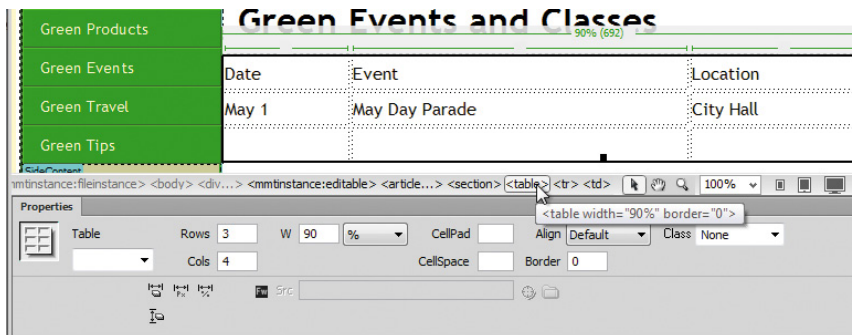 Green Events and Classes
90% (692)
Green Products
Green Events
Green Travel
Green Tips
Date Event Location
May 1 May Day Parade City Hall
SideContent
mmtinstance:fileinstance> <body> <div...> <mmtinstance:editable> <article...> <section> <table> <tr> <td> 100%
<table width="90%" border="0">
Properties
Table Rows 3 W 90 % CellPad Align Default Class None
Cols 4 CellSpace Border 0
Px %
Fw Src